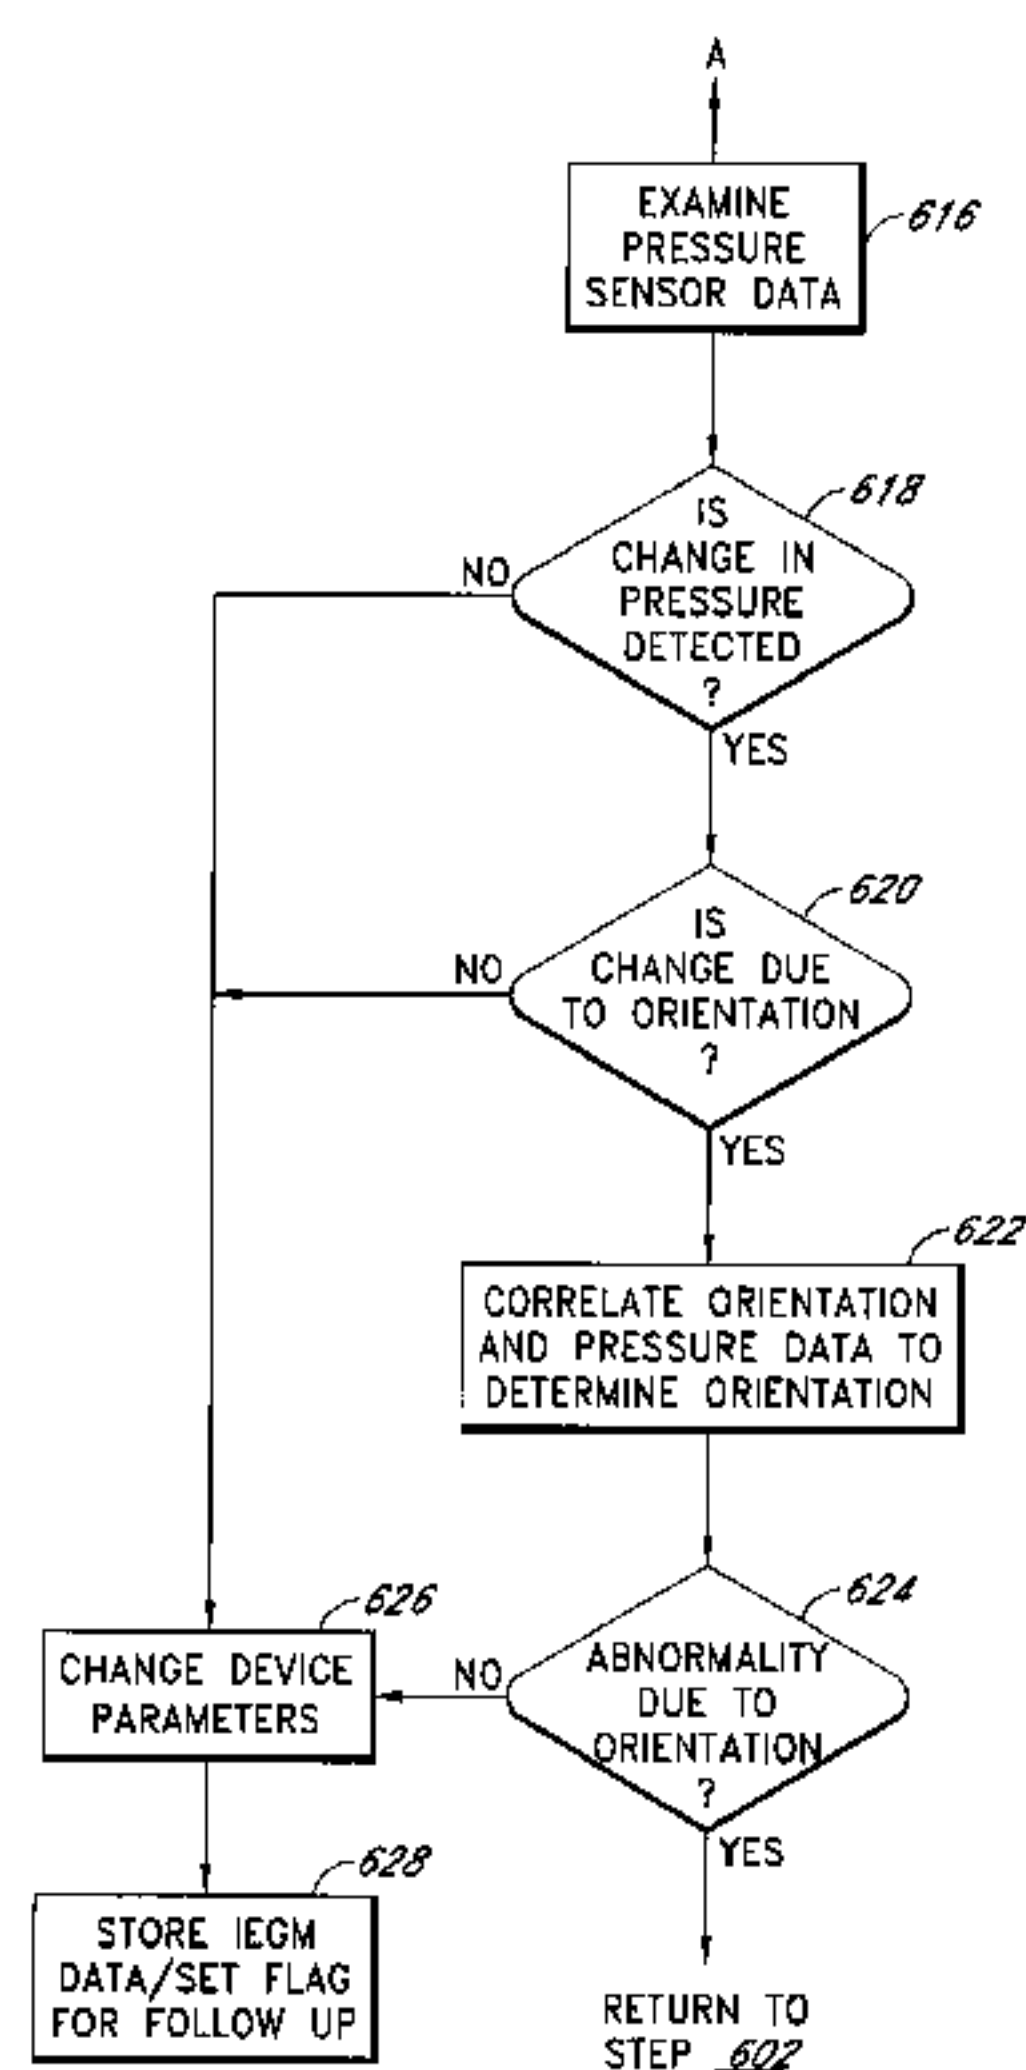 A
EXAMINE
PRESSURE
SENSOR DATA
616
IS
CHANGE IN
PRESSURE
DETECTED
?
618
NO
YES
IS
CHANGE DUE
TO ORIENTATION
?
620
NO
YES
CORRELATE ORIENTATION
AND PRESSURE DATA TO
DETERMINE ORIENTATION
622
ABNORMALITY
DUE TO
ORIENTATION
?
624
NO
YES
CHANGE DEVICE
PARAMETERS
626
STORE IEGM
DATA/SET FLAG
FOR FOLLOW UP
628
RETURN TO
STEP 602